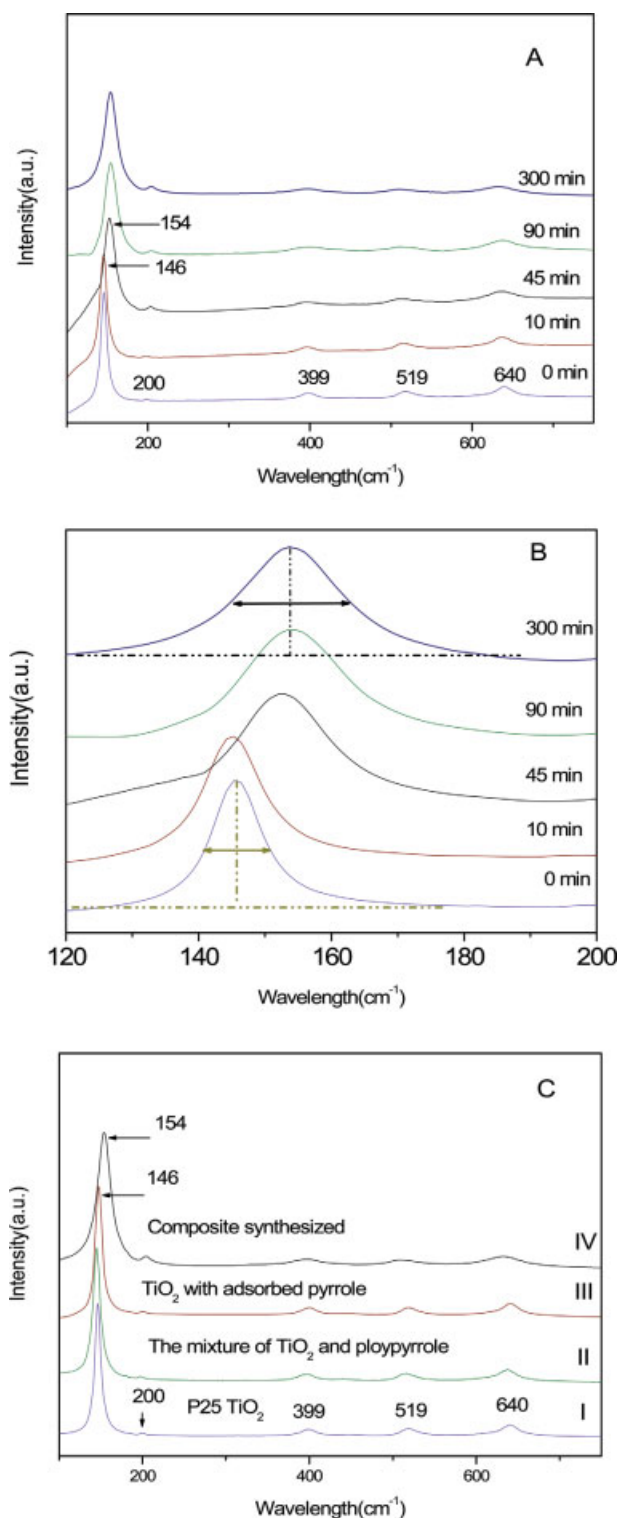 A
Intensity(a.u.)
300 min
90 min
154
45 min
146
10 min
200
399
519
640
0 min
200
400
600
Wavelength(cm⁻¹)
B
Intensity(a.u.)
300 min
90 min
45 min
10 min
0 min
120
140
160
180
200
Wavelength(cm⁻¹)
C
Intensity(a.u.)
154
146
Composite synthesized
IV
TiO₂ with adsorbed pyrrole
III
The mixture of TiO₂ and ploypyrrole
II
200
P25 TiO₂
399
519
640
I
200
400
600
Wavelength(cm⁻¹)